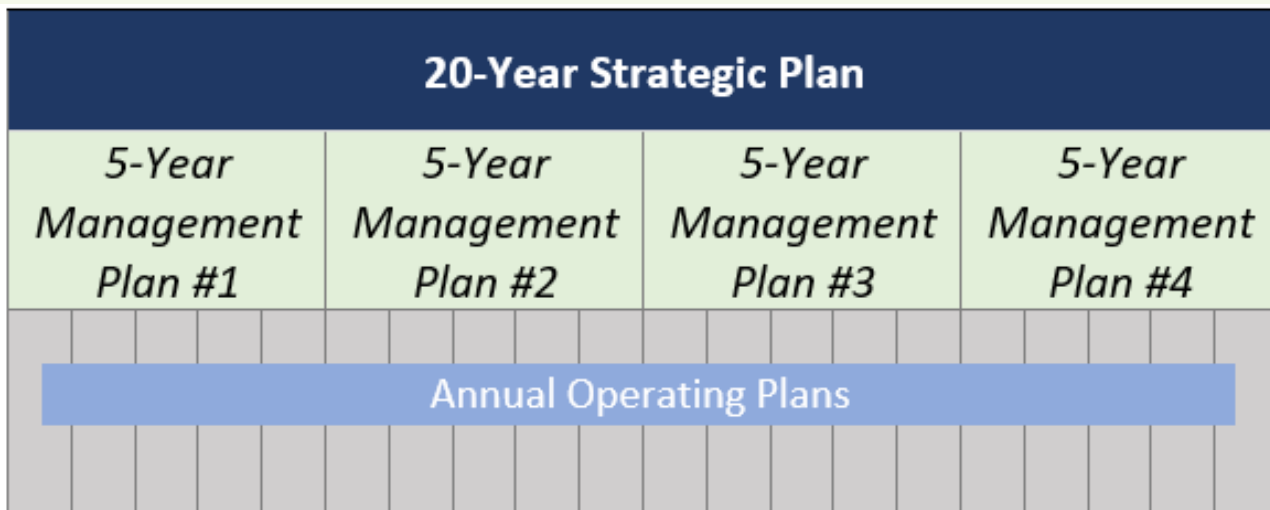 20-Year Strategic Plan
5-Year
Management
Plan #1
5-Year
Management
Plan #2
5-Year
Management
Plan #3
5-Year
Management
Plan #4
Annual Operating Plans